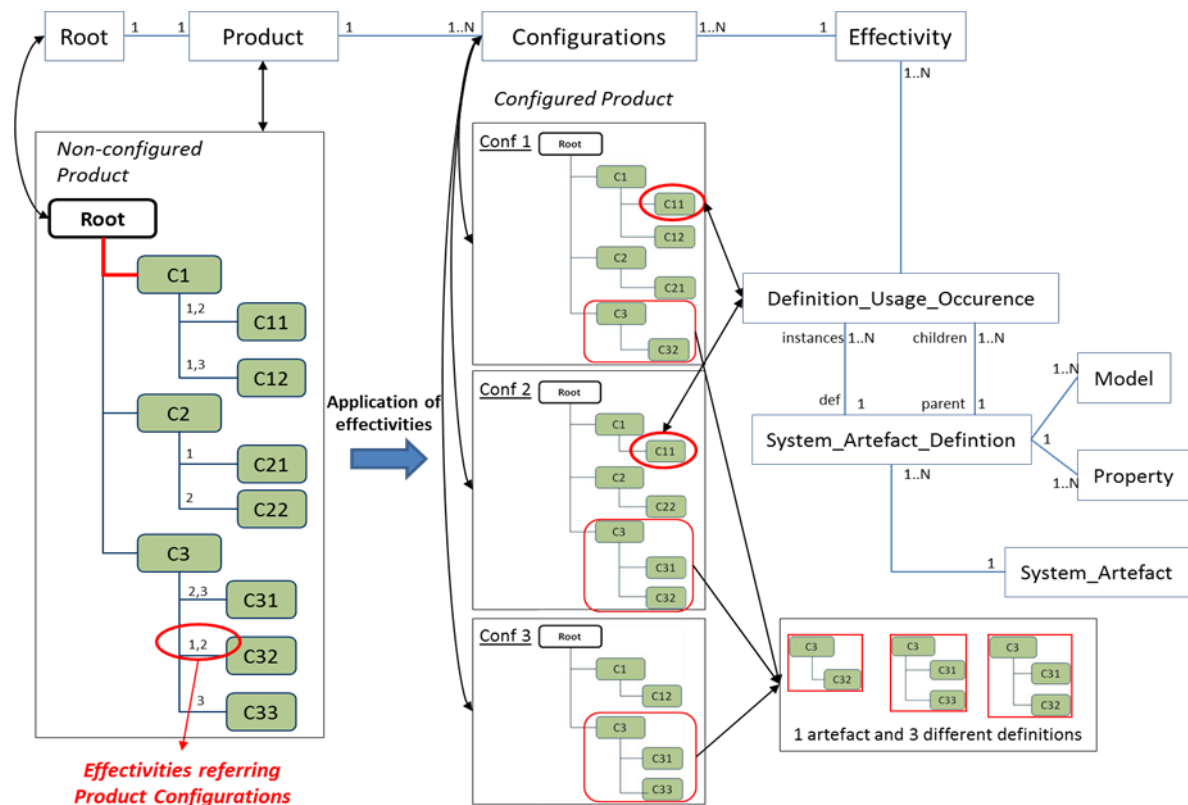 Root
1
1
Product
1
1..N
Configurations
1..N
1
Effectivity
1..N
Non-configured
Product
Root
C1
1,2
C11
1,3
C12
C2
1
C21
2
C22
C3
2,3
C31
1,2
C32
3
C33
Effectivities referring
Product Configurations
Application of
effectivities
Configured Product
Conf 1
Root
C1
C11
C12
C2
C21
C3
C32
Conf 2
Root
C1
C11
C2
C22
C3
C31
C32
Conf 3
Root
C1
C12
C3
C31
C33
Definition_Usage_Occurence
instances
1..N
children
1..N
def
1
parent
1
System_Artefact_Defintion
1..N
Model
1
1..N
Property
1..N
1
System_Artefact
C3
C32
C3
C31
C33
C3
C31
C32
1 artefact and 3 different definitions